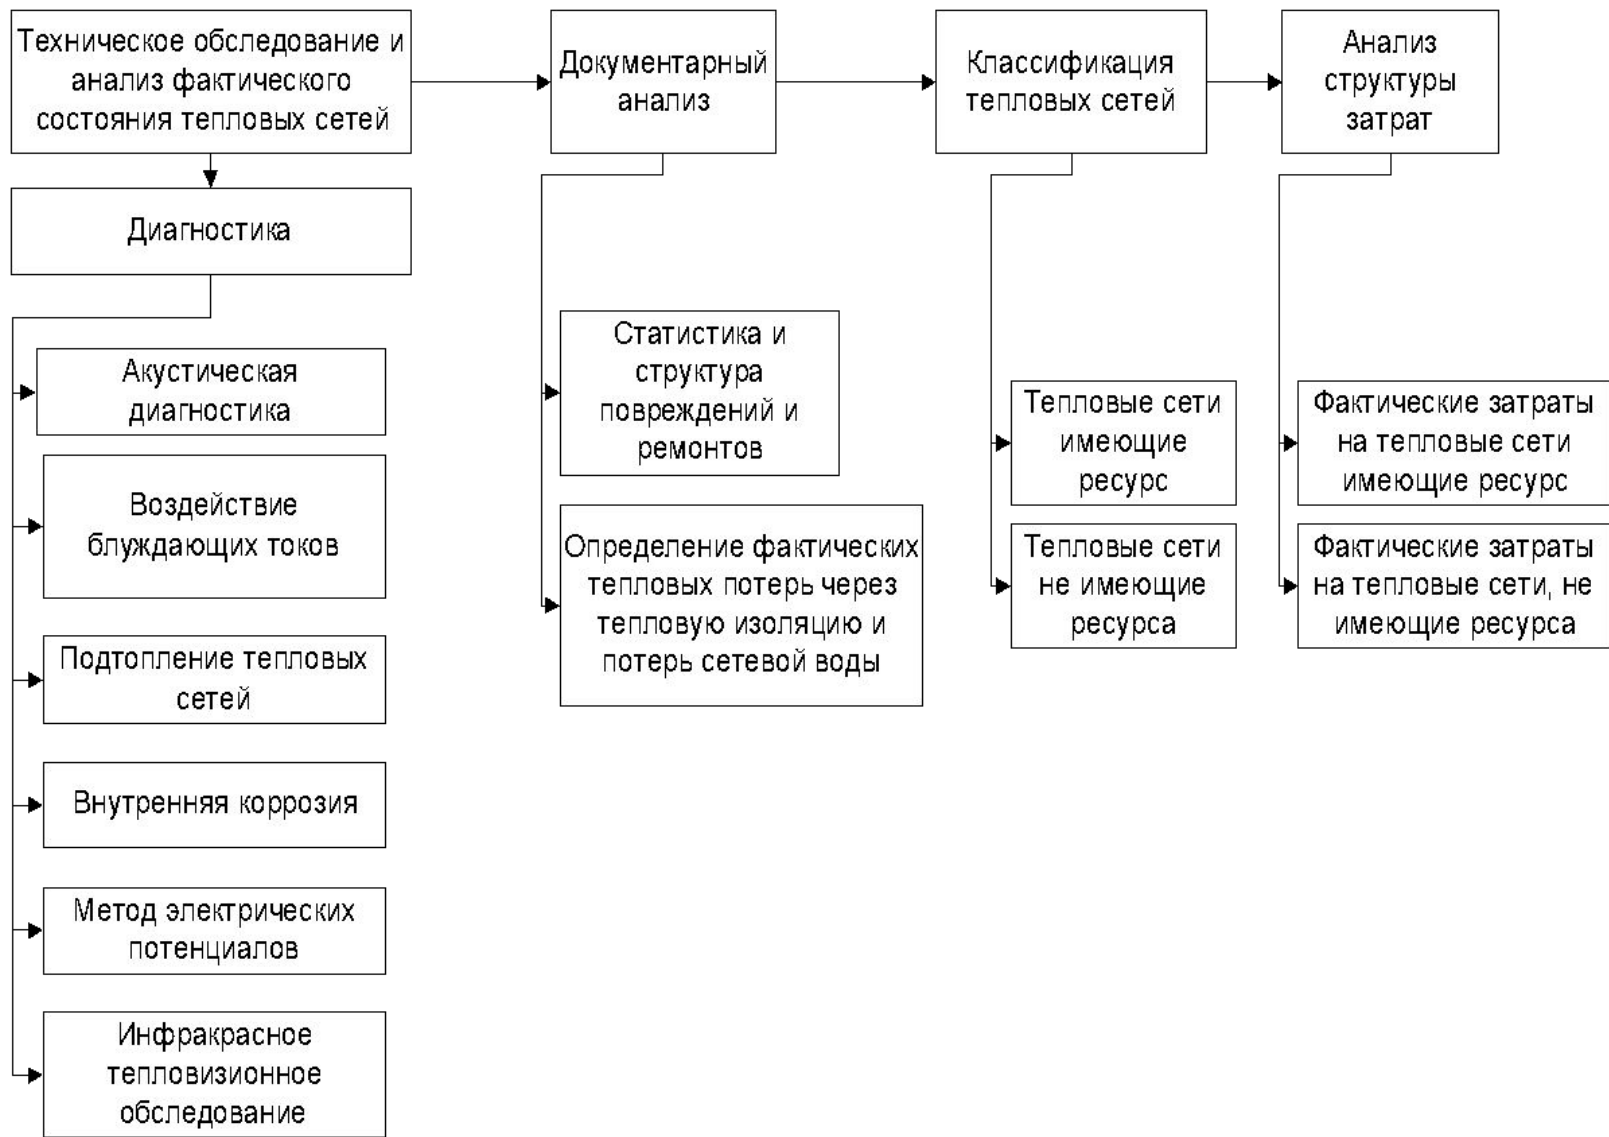 Техническое обследование и
анализ фактического
состояния тепловых сетей
Документарный
анализ
Классификация
тепловых сетей
Анализ
структуры
затрат
Диагностика
Акустическая
диагностика
Воздействие
блуждающих токов
Подтопление тепловых
сетей
Внутренняя коррозия
Метод электрических
потенциалов
Инфракрасное
тепловизионное
обследование
Статистика и
структура
повреждений и
ремонтов
Определение фактических
тепловых потерь через
тепловую изоляцию и
потерь сетевой воды
Тепловые сети
имеющие
ресурс
Тепловые сети
не имеющие
ресурса
Фактические затраты
на тепловые сети
имеющие ресурс
Фактические затраты
на тепловые сети, не
имеющие ресурса